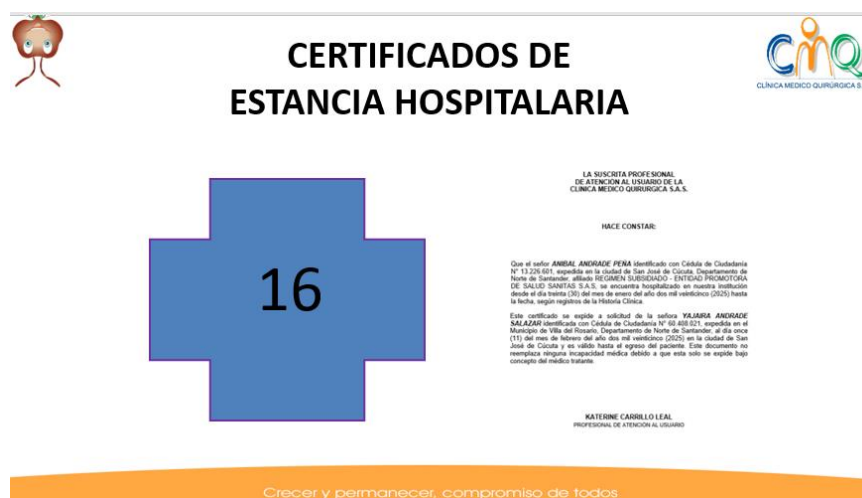 CERTIFICADOS DE
ESTANCIA HOSPITALARIA
CMQ
CLÍNICA MEDICO QUIRÚRGICA S
16
LA SUSCRITA PROFESIONAL
DE ATENCIÓN AL USUARIO DE LA
CLINICA MEDICO QUIRURGICA S.A.S.
HACE CONSTAR:
Que el señor ANIBAL ANDRADE PEÑA identificado con Cédula de Ciudadanía
N° 13.226.601, expedida en la ciudad de San José de Cúcuta, Departamento de
Norte de Santander, afiliado REGIMEN SUBSIDIADO - ENTIDAD PROMOTORA
DE SALUD SANITAS S.A.S, se encuentra hospitalizado en nuestra institución
desde el día treinta (30) del mes de enero del año dos mil veinticinco (2025) hasta
la fecha, según registros de la Historia Clínica.
Este certificado se expide a solicitud de la señora YAJAIRA ANDRADE
SALAZAR identificada con Cédula de Ciudadanía N° 60.408.021, expedida en el
Municipio de Villa del Rosario, Departamento de Norte de Santander, al día once
(11) del mes de febrero del año dos mil veinticinco (2025) en la ciudad de San
José de Cúcuta y es válido hasta el egreso del paciente. Este documento no
reemplaza ninguna incapacidad médica debido a que esta solo se expide bajo
concepto del médico tratante.
KATERINE CARRILLO LEAL
PROFESIONAL DE ATENCIÓN AL USUARIO
Crecer y permanecer, compromiso de todos